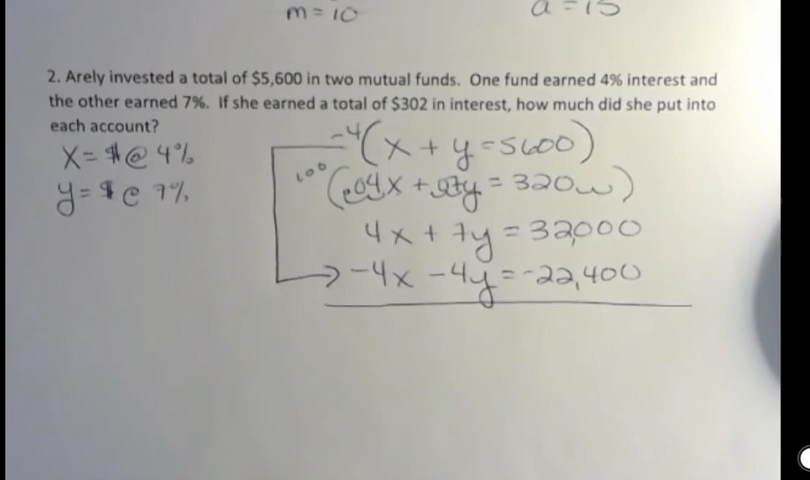 m = 10
a = 15
2. Arely invested a total of $5,600 in two mutual funds. One fund earned 4% interest and
the other earned 7%. If she earned a total of $302 in interest, how much did she put into
each account?
x = $ @ 4%
y = $ @ 7%
-4(x + y = 5600)
100(.04x + .07y = 320)
4x + 7y = 32,000
-4x - 4y = -22,400